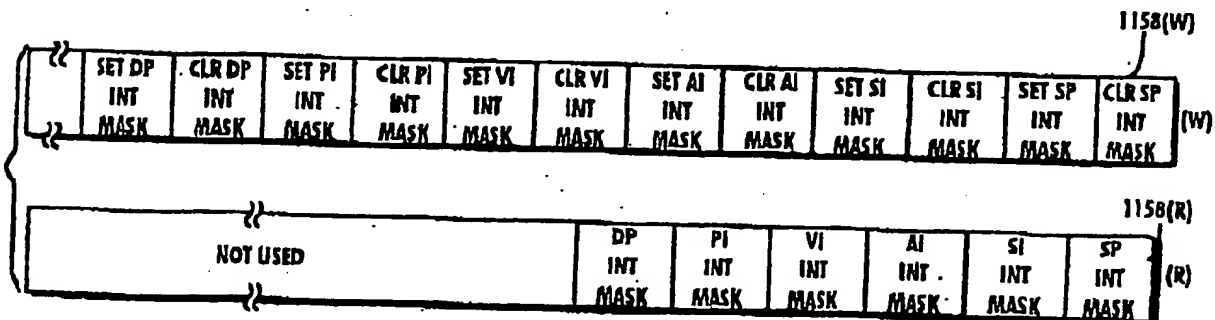 1158(W)
SET DP INT MASK
CLR DP INT MASK
SET PI INT MASK
CLR PI INT MASK
SET VI INT MASK
CLR VI INT MASK
SET AI INT MASK
CLR AI INT MASK
SET SI INT MASK
CLR SI INT MASK
SET SP INT MASK
CLR SP INT MASK
(W)
1158(R)
NOT USED
DP INT MASK
PI INT MASK
VI INT MASK
AI INT MASK
SI INT MASK
SP INT MASK
(R)